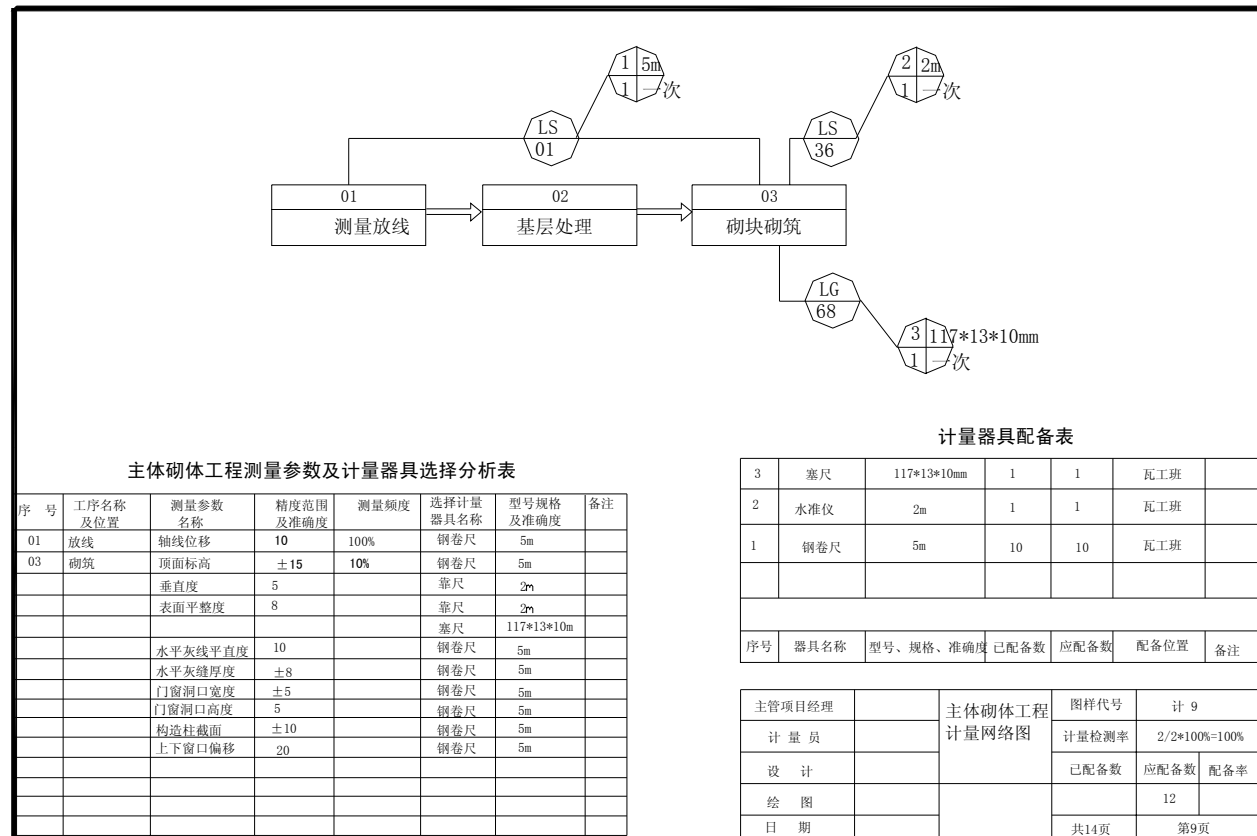 1 5m
1 一次
2 2m
1 一次
LS
01
LS
36
01
02
03
测量放线
基层处理
砌块砌筑
LG
68
3 117*13*10mm
1 一次
主体砌体工程测量参数及计量器具选择分析表
序 号 工序名称及位置 测量参数名称 精度范围及准确度 测量频度 选择计量器具名称 型号规格及准确度 备注
01 放线 轴线位移 10 100% 钢卷尺 5m
03 砌筑 顶面标高 ±15 10% 钢卷尺 5m
垂直度 5 靠尺 2m
表面平整度 8 靠尺 2m
塞尺 117*13*10m
水平灰线平直度 10 钢卷尺 5m
水平灰缝厚度 ±8 钢卷尺 5m
门窗洞口宽度 ±5 钢卷尺 5m
门窗洞口高度 5 钢卷尺 5m
构造柱截面 ±10 钢卷尺 5m
上下窗口偏移 20 钢卷尺 5m
计量器具配备表
3 塞尺 117*13*10mm 1 1 瓦工班
2 水准仪 2m 1 1 瓦工班
1 钢卷尺 5m 10 10 瓦工班
序号 器具名称 型号、规格、准确度 已配备数 应配备数 配备位置 备注
主管项目经理 主体砌体工程 图样代号 计 9
计 量 员 计量网络图 计量检测率 2/2*100%=100%
设 计 已配备数 应配备数 配备率
绘 图 12
日 期 共14页 第9页